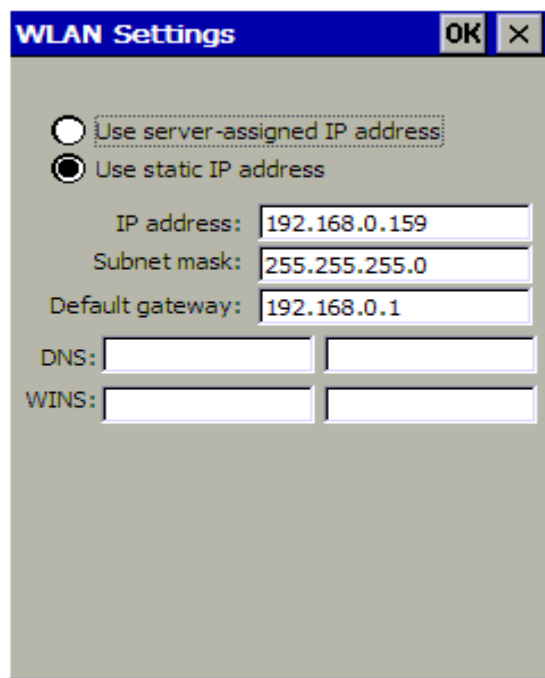 WLAN Settings OK ×
Use server-assigned IP address
Use static IP address
IP address: 192.168.0.159
Subnet mask: 255.255.255.0
Default gateway: 192.168.0.1
DNS:
WINS: